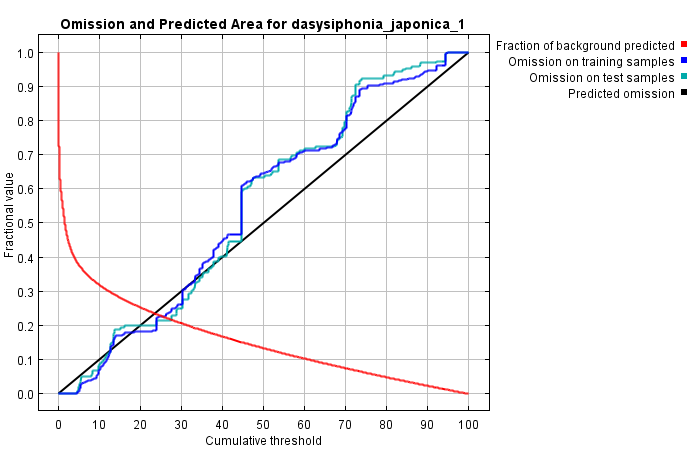 Omission and Predicted Area for dasysiphonia_japonica_1
Fraction of background predicted
Omission on training samples
Omission on test samples
Predicted omission
Fractional value
1.0
0.9
0.8
0.7
0.6
0.5
0.4
0.3
0.2
0.1
0.0
0 10 20 30 40 50 60 70 80 90 100
Cumulative threshold